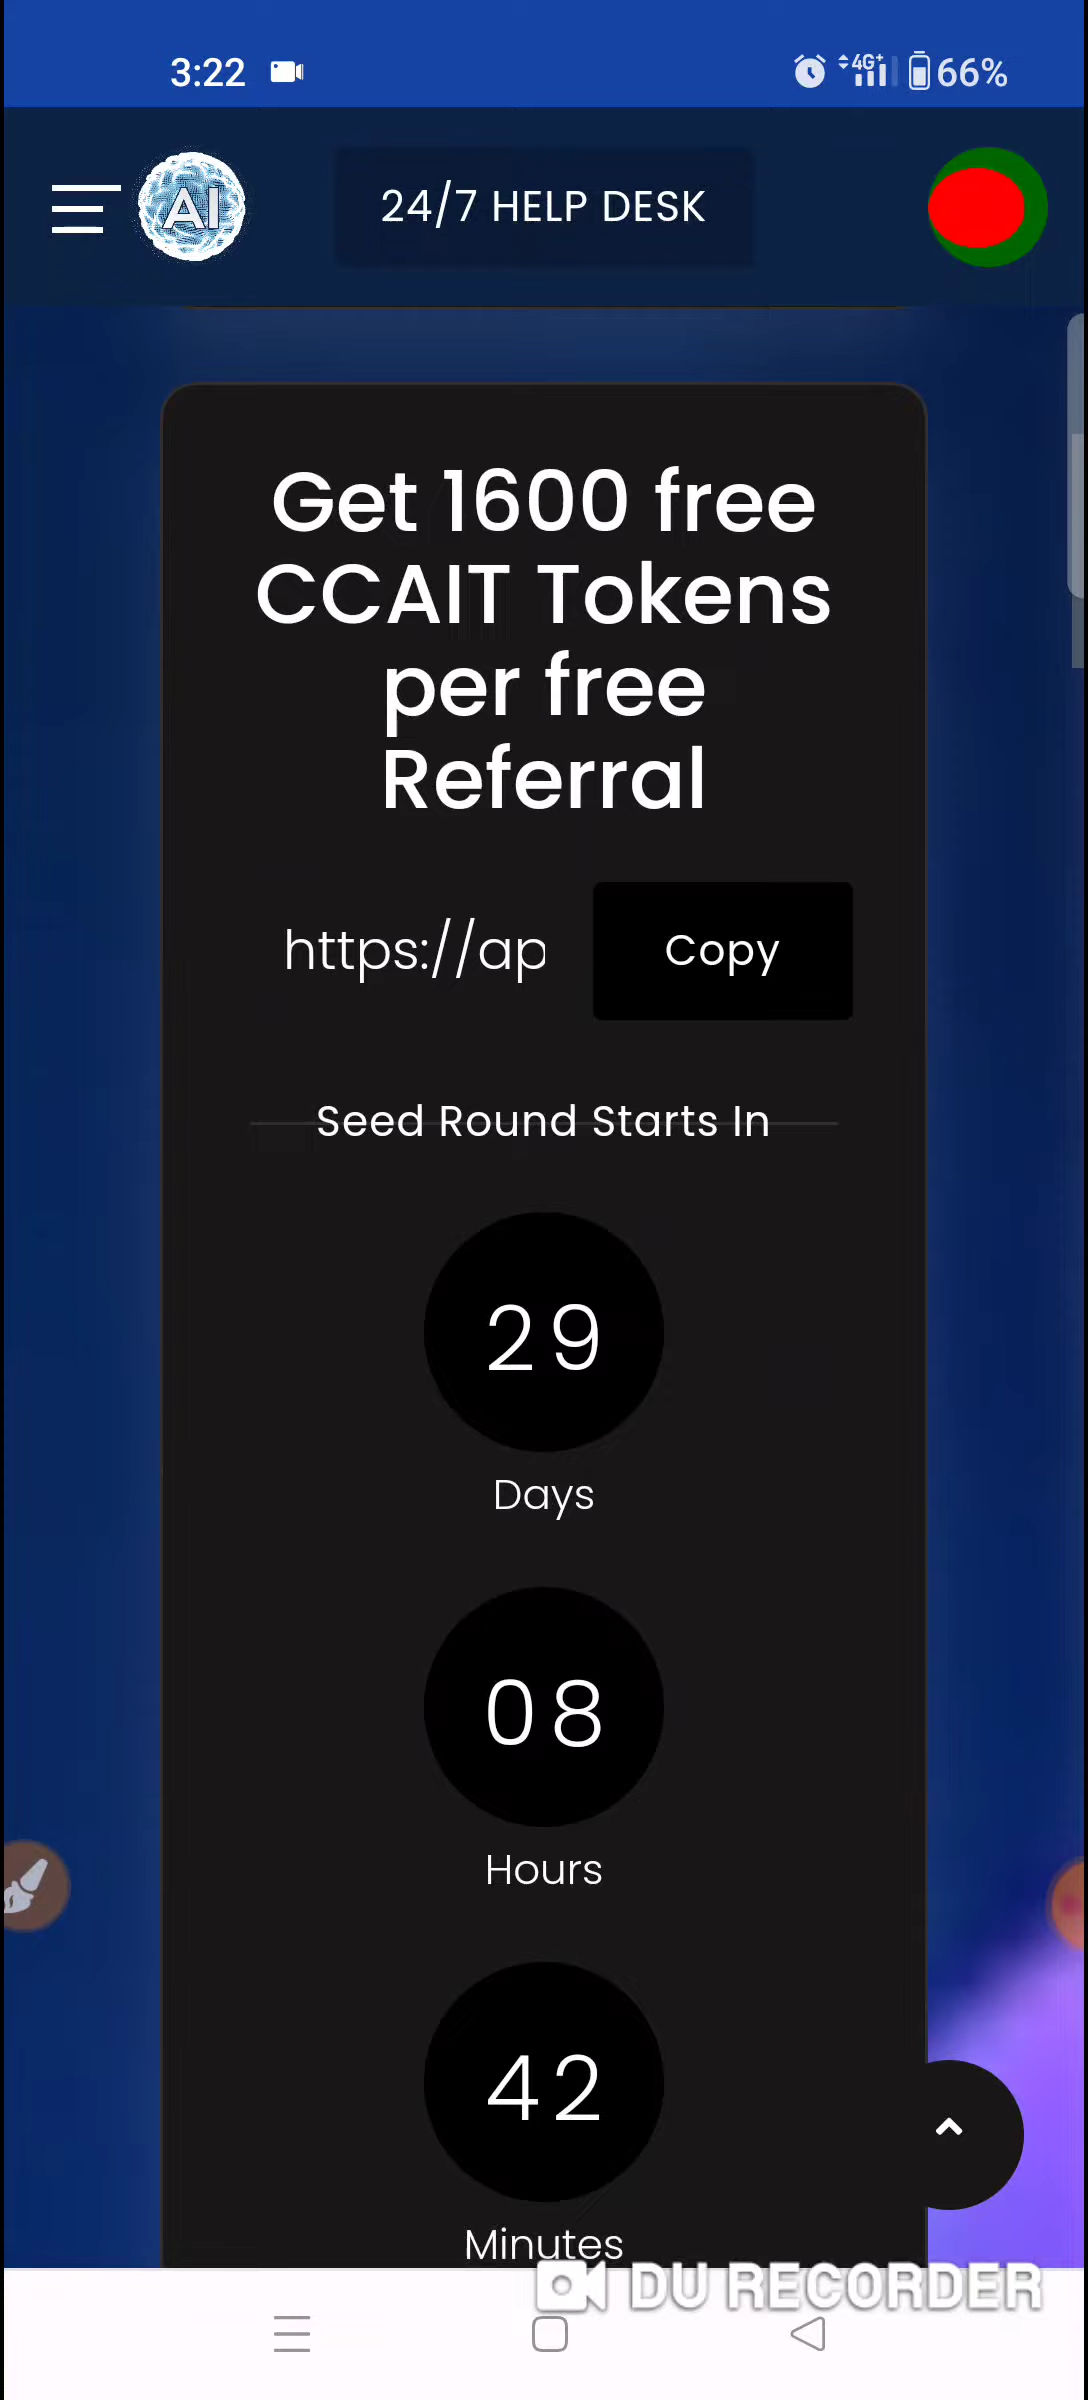 3:22
4G+
66%
AI
24/7 HELP DESK
Get 1600 free
CCAIT Tokens
per free
Referral
https://ap
Copy
Seed Round Starts In
29
Days
08
Hours
42
Minutes
DU RECORDER